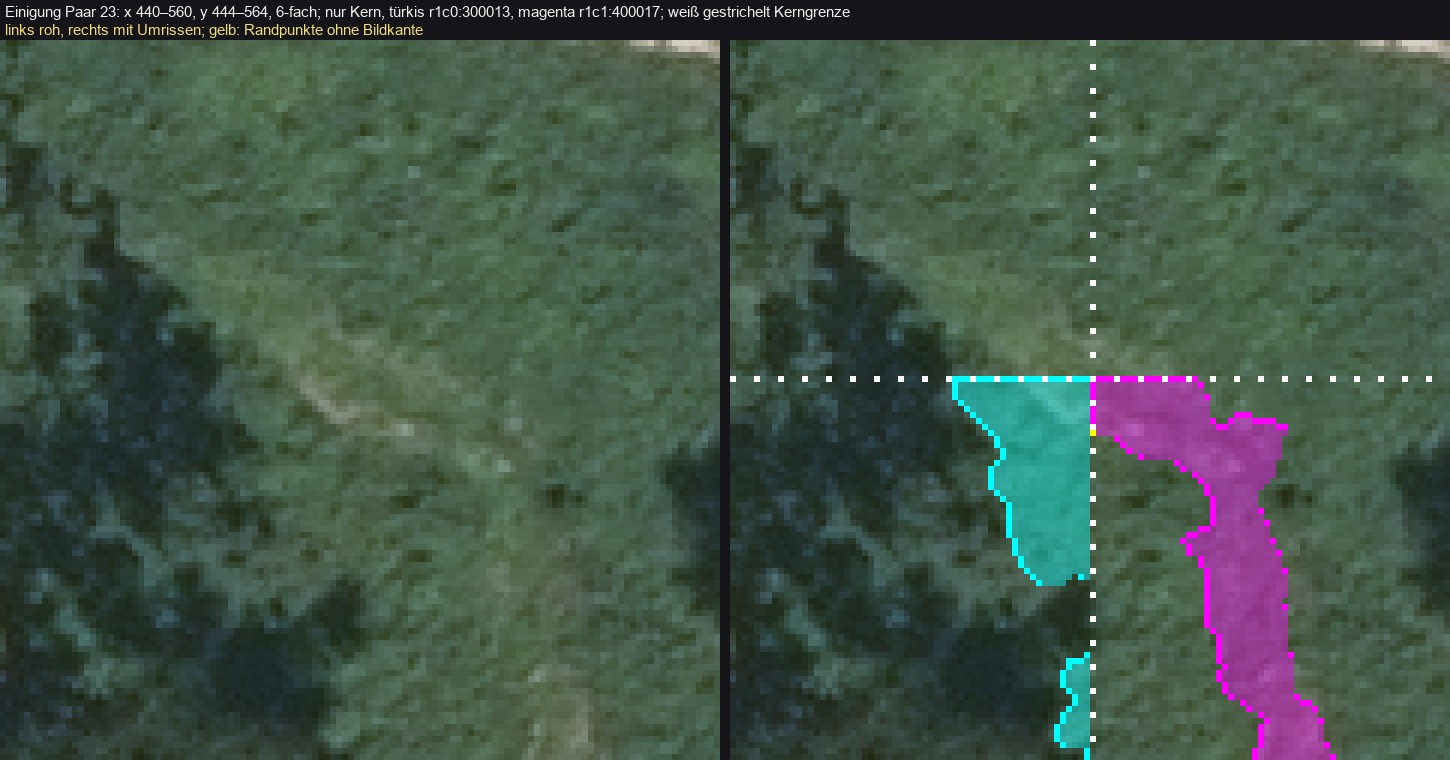 Einigung Paar 23: x 440–560, y 444–564, 6-fach; nur Kern, türkis r1c0:300013, magenta r1c1:400017; weiß gestrichelt Kerngrenze
links roh, rechts mit Umrissen; gelb: Randpunkte ohne Bildkante